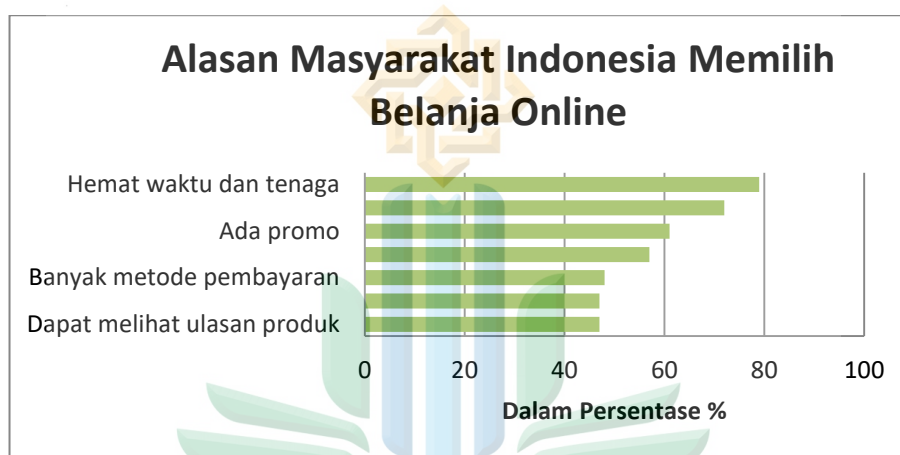 Alasan Masyarakat Indonesia Memilih
Belanja Online
Hemat waktu dan tenaga
Ada promo
Banyak metode pembayaran
Dapat melihat ulasan produk
0 20 40 60 80 100
Dalam Persentase %